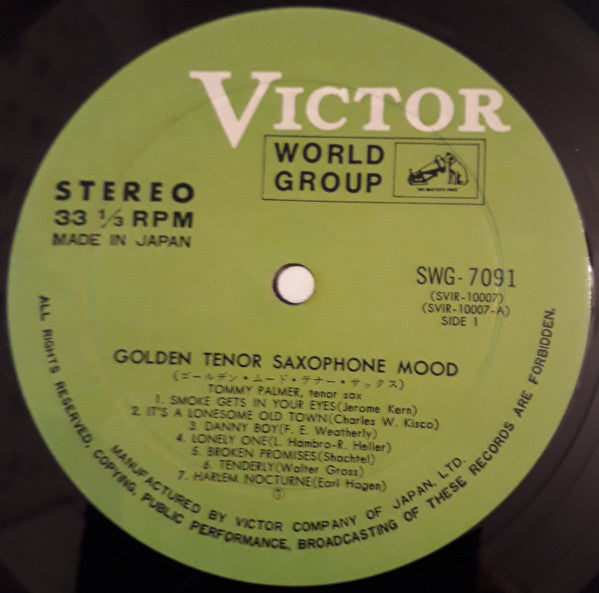 VICTOR
WORLD
GROUP
HIS MASTER'S VOICE
STEREO
33 1/3 RPM
MADE IN JAPAN
SWG-7091
(SVIR-10007)
(SVIR-10007-A)
SIDE 1
GOLDEN TENOR SAXOPHONE MOOD
(ゴールデン・ムード・テナー・サックス)
TOMMY PALMER, tenor sax
1. SMOKE GETS IN YOUR EYES(Jerome Kern)
2. IT'S A LONESOME OLD TOWN(Charles W. Kisco)
3. DANNY BOY(F. E. Weatherly)
4. LONELY ONE(L. Hambro-R. Heller)
5. BROKEN PROMISES(Shachtel)
6. TENDERLY(Walter Gross)
7. HARLEM NOCTURNE(Earl Hagen)
MANUFACTURED BY VICTOR COMPANY OF JAPAN, LTD.
ALL RIGHTS RESERVED, COPYING, PUBLIC PERFORMANCE, BROADCASTING OF THESE RECORDS ARE FORBIDDEN.